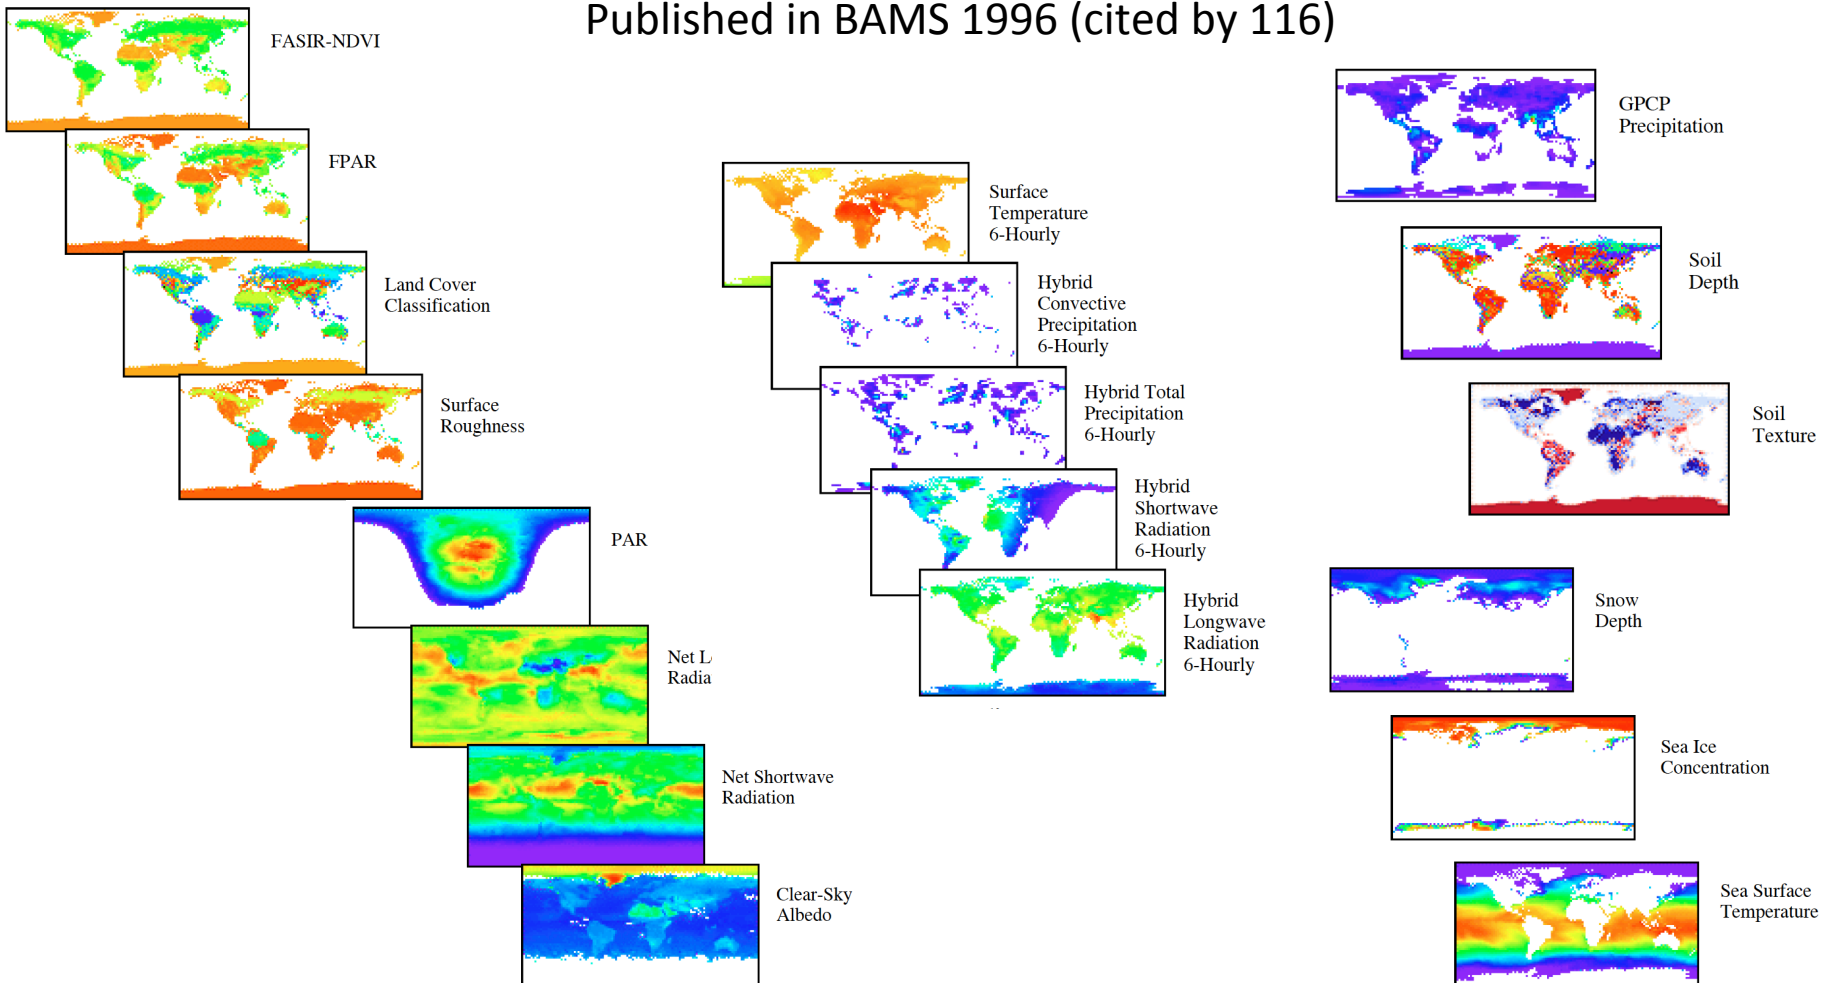 Published in BAMS 1996 (cited by 116)
FASIR-NDVI
FPAR
Land Cover
Classification
Surface
Roughness
PAR
Net L
Radia
Net Shortwave
Radiation
Clear-Sky
Albedo
Surface
Temperature
6-Hourly
Hybrid
Convective
Precipitation
6-Hourly
Hybrid Total
Precipitation
6-Hourly
Hybrid
Shortwave
Radiation
6-Hourly
Hybrid
Longwave
Radiation
6-Hourly
GPCP
Precipitation
Soil
Depth
Soil
Texture
Snow
Depth
Sea Ice
Concentration
Sea Surface
Temperature